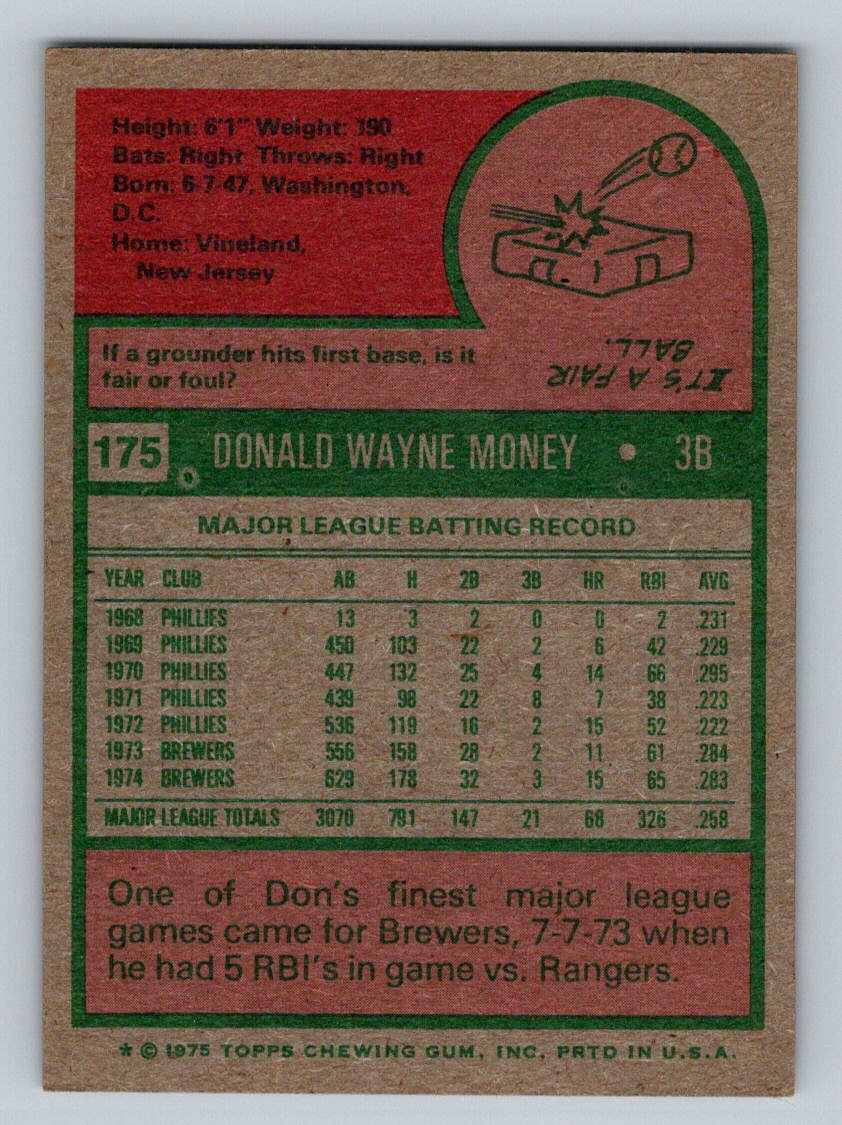 Height: 6'1" Weight: 190
Bats: Right Throws: Right
Born: 6-7-47, Washington,
D.C.
Home: Vineland,
New Jersey
If a grounder hits first base, is it
fair or foul?
IT'S A FAIR
BALL.
175 DONALD WAYNE MONEY • 3B
MAJOR LEAGUE BATTING RECORD
YEAR CLUB AB H 2B 3B HR RBI AVG
1968 PHILLIES 13 3 2 0 0 2 .231
1969 PHILLIES 450 103 22 2 6 42 .229
1970 PHILLIES 447 132 25 4 14 66 .295
1971 PHILLIES 439 98 22 8 7 38 .223
1972 PHILLIES 536 119 16 2 15 52 .222
1973 BREWERS 556 158 28 2 11 61 .284
1974 BREWERS 629 178 32 3 15 65 .283
MAJOR LEAGUE TOTALS 3070 791 147 21 68 326 .258
One of Don's finest major league
games came for Brewers, 7-7-73 when
he had 5 RBI's in game vs. Rangers.
* © 1975 TOPPS CHEWING GUM, INC. PRTD IN U.S.A.